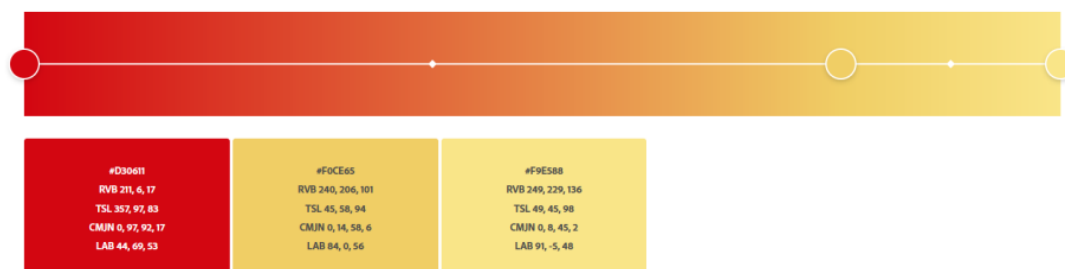 #D30611
RVB 211, 6, 17
TSL 357, 97, 83
CMJN 0, 97, 92, 17
LAB 44, 69, 53
#F0CE65
RVB 240, 206, 101
TSL 45, 58, 94
CMJN 0, 14, 58, 6
LAB 84, 0, 56
#F9E588
RVB 249, 229, 136
TSL 49, 45, 98
CMJN 0, 8, 45, 2
LAB 91, -5, 48